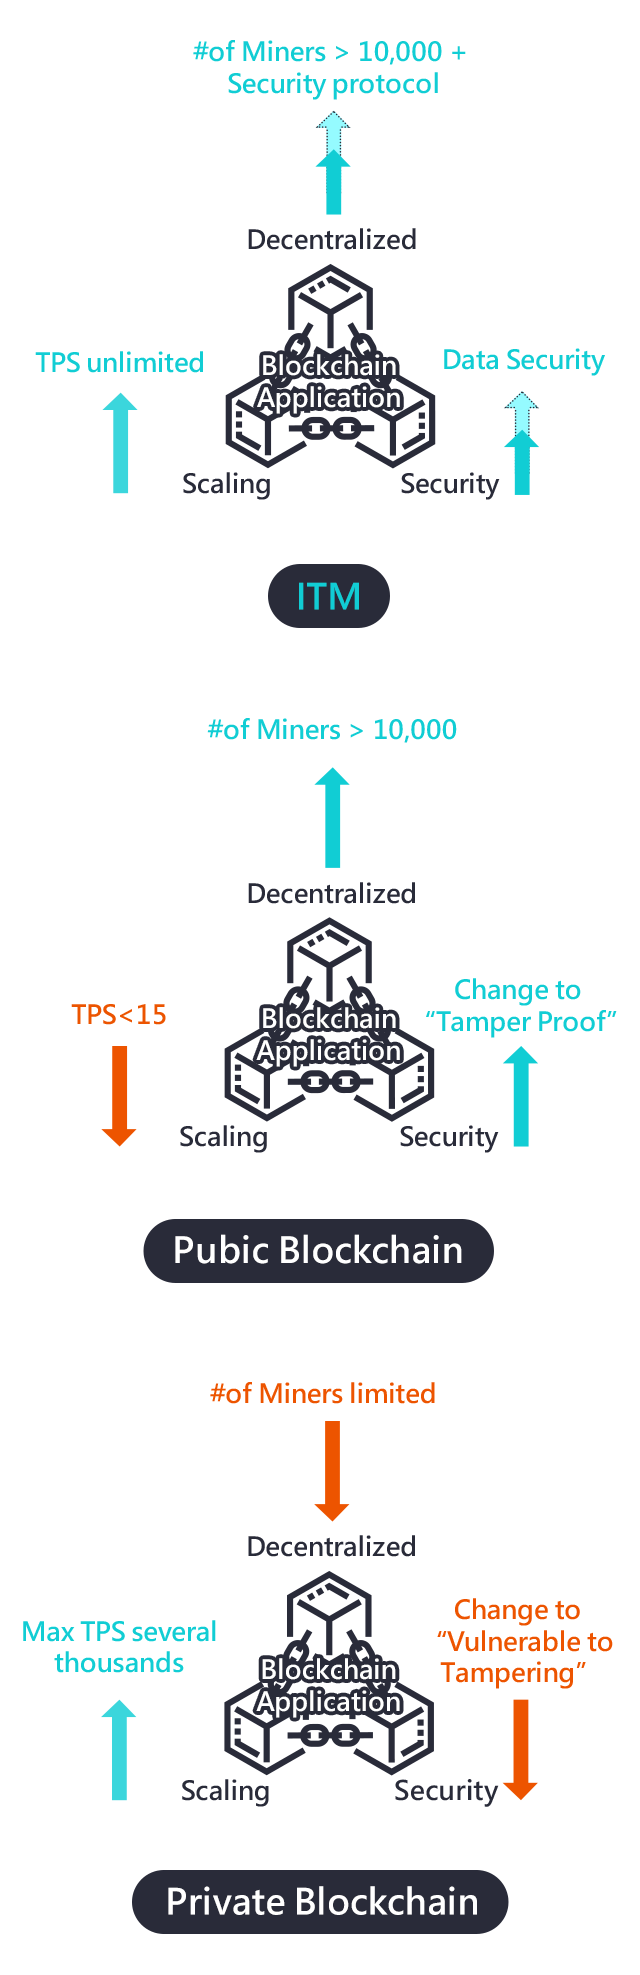 #of Miners > 10,000 +
Security protocol
Decentralized
TPS unlimited
Data Security
Blockchain
Application
Scaling
Security
ITM
#of Miners > 10,000
Decentralized
TPS<15
Change to
“Tamper Proof”
Blockchain
Application
Scaling
Security
Pubic Blockchain
#of Miners limited
Decentralized
Max TPS several
thousands
Change to
“Vulnerable to
Tampering”
Blockchain
Application
Scaling
Security
Private Blockchain